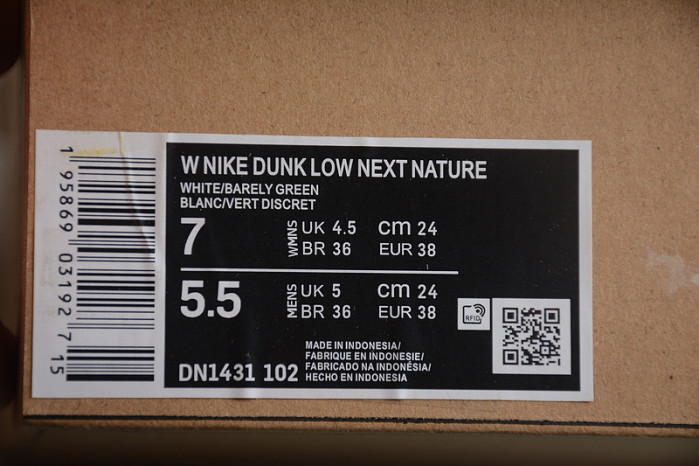 1 95869 03192 7 15
W NIKE DUNK LOW NEXT NATURE
WHITE/BARELY GREEN
BLANC/VERT DISCRET
7 WMNS UK 4.5 cm 24
BR 36 EUR 38
5.5 MENS UK 5 cm 24
BR 36 EUR 38
RFID
MADE IN INDONESIA/
FABRIQUE EN INDONESIE/
FABRICADO NA INDONÉSIA/
DN1431 102 HECHO EN INDONESIA